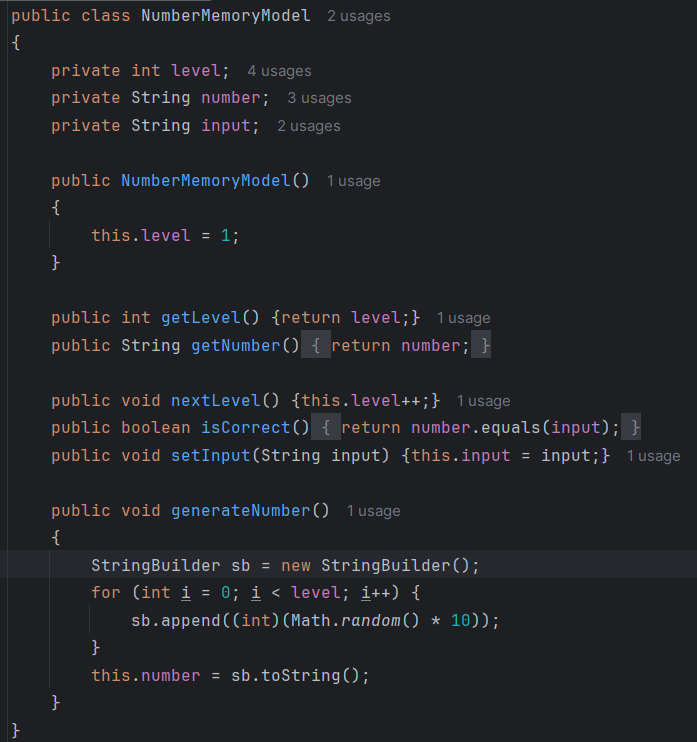 public class NumberMemoryModel 2 usages
{
    private int level; 4 usages
    private String number; 3 usages
    private String input; 2 usages

    public NumberMemoryModel() 1 usage
    {
        this.level = 1;
    }

    public int getLevel() {return level;} 1 usage
    public String getNumber() { return number; }

    public void nextLevel() {this.level++;} 1 usage
    public boolean isCorrect() { return number.equals(input); }
    public void setInput(String input) {this.input = input;} 1 usage

    public void generateNumber() 1 usage
    {
        StringBuilder sb = new StringBuilder();
        for (int i = 0; i < level; i++) {
            sb.append((int)(Math.random() * 10));
        }
        this.number = sb.toString();
    }
}